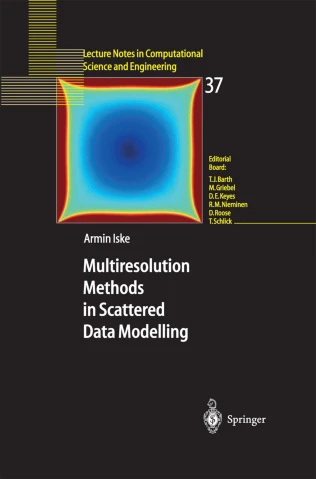 Lecture Notes in Computational
Science and Engineering
37
Editorial
Board:
T.J.Barth
M.Griebel
D.E.Keyes
R.M.Nieminen
D.Roose
T.Schlick
Armin Iske
Multiresolution
Methods
in Scattered
Data Modelling
Springer